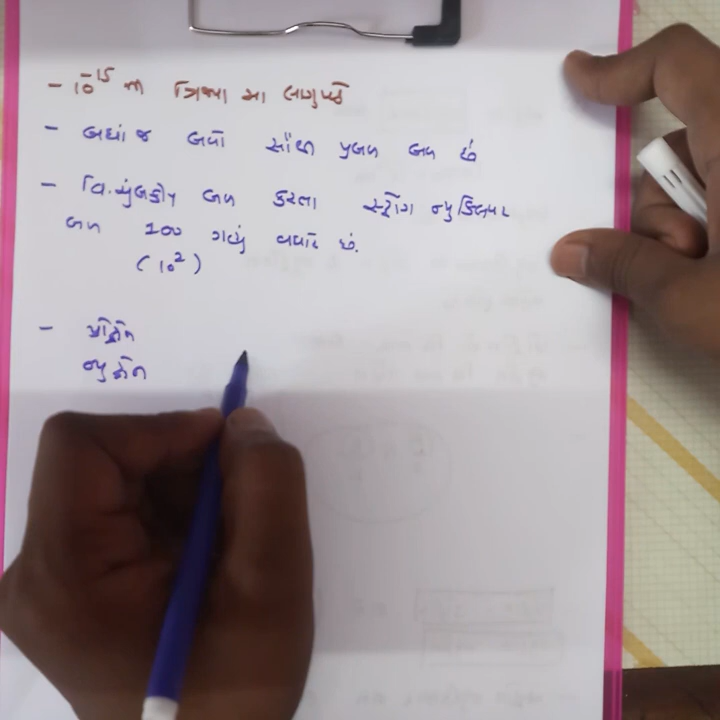 - 10⁻¹⁵ ની ત્રિજ્યા મા લાગુ પડે
- બધાં જ બળો સૌથી પ્રબળ બળ છે
- વિ.ચુંબકીય બળ કરતા સ્ટ્રોંગ ન્યુક્લિયર
બળ 100 ગણું વધારે છે.
(10²)
- પ્રોટ્રોન
ન્યુટ્રોન